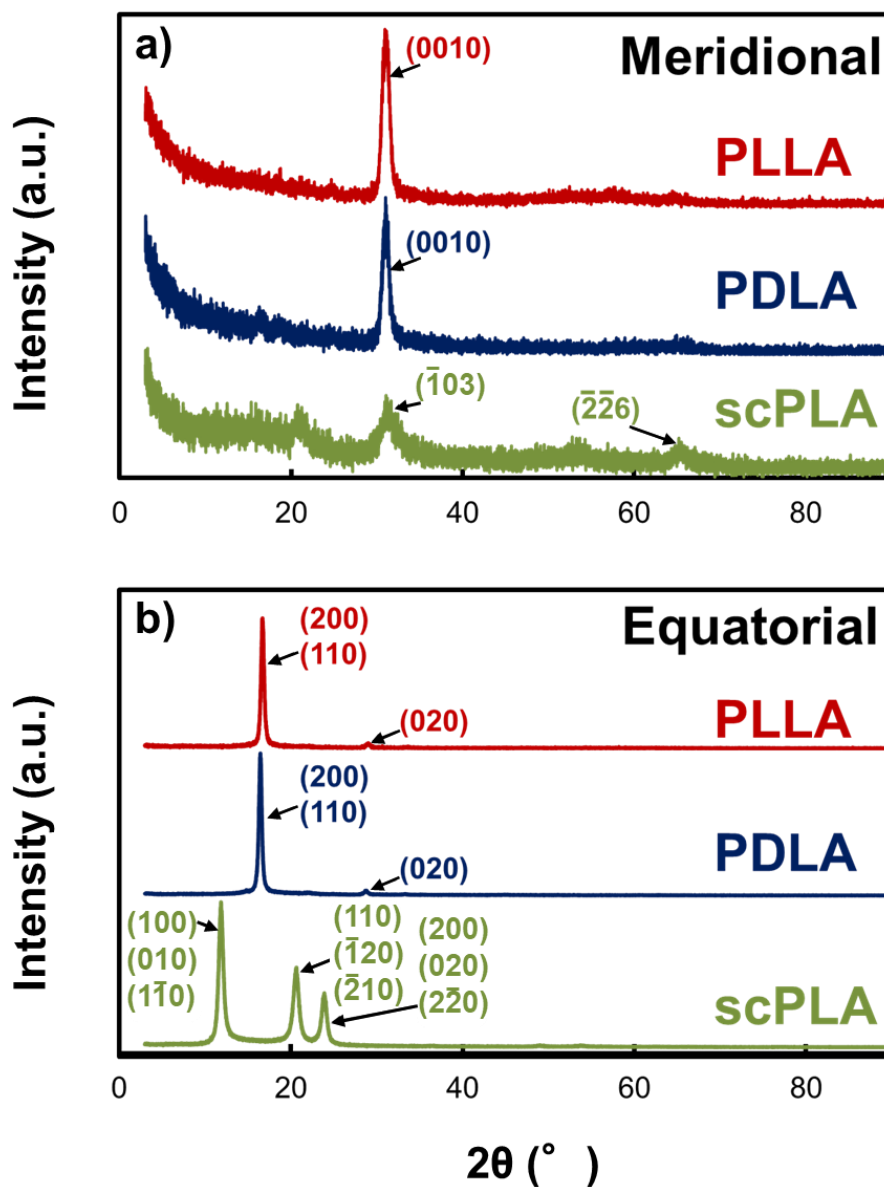 a)
Meridional
(0010)
PLLA
(0010)
PDLA
(1̅03)
(2̅2̅6)
scPLA
Intensity (a.u.)
0 20 40 60 80
b)
Equatorial
(200)
(110)
(020)
PLLA
(200)
(110)
(020)
PDLA
(100)
(010)
(11̅0)
(110)
(1̅20)
(2̅10)
(200)
(020)
(22̅0)
scPLA
Intensity (a.u.)
0 20 40 60 80
2θ (°)